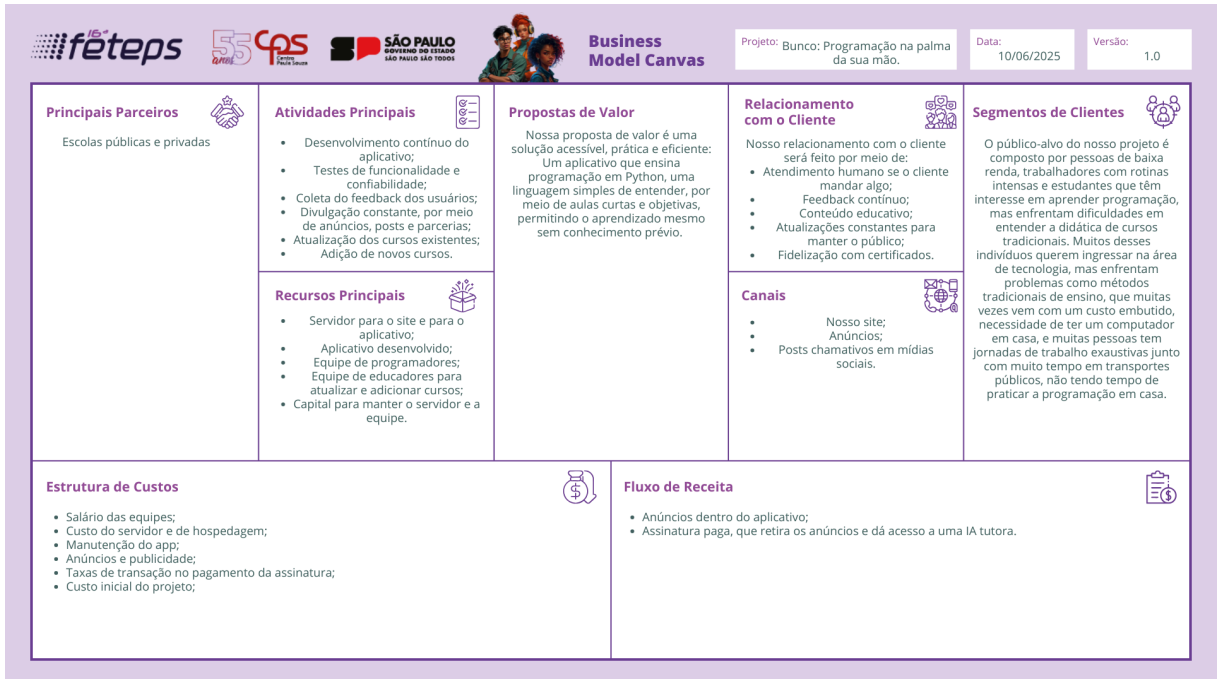 16ª
féteps
55
anos
CPS
Centro
Paula Souza
SÃO PAULO
GOVERNO DO ESTADO
SÃO PAULO SÃO TODOS
Business
Model Canvas
Projeto: Bunco: Programação na palma
da sua mão.
Data:
10/06/2025
Versão:
1.0
Principais Parceiros
Escolas públicas e privadas
Atividades Principais
• Desenvolvimento contínuo do
aplicativo;
• Testes de funcionalidade e
confiabilidade;
• Coleta do feedback dos usuários;
• Divulgação constante, por meio
de anúncios, posts e parcerias;
• Atualização dos cursos existentes;
• Adição de novos cursos.
Recursos Principais
• Servidor para o site e para o
aplicativo;
• Aplicativo desenvolvido;
• Equipe de programadores;
• Equipe de educadores para
atualizar e adicionar cursos;
• Capital para manter o servidor e a
equipe.
Propostas de Valor
Nossa proposta de valor é uma
solução acessível, prática e eficiente:
Um aplicativo que ensina
programação em Python, uma
linguagem simples de entender, por
meio de aulas curtas e objetivas,
permitindo o aprendizado mesmo
sem conhecimento prévio.
Relacionamento
com o Cliente
Nosso relacionamento com o cliente
será feito por meio de:
• Atendimento humano se o cliente
mandar algo;
• Feedback contínuo;
• Conteúdo educativo;
• Atualizações constantes para
manter o público;
• Fidelização com certificados.
Canais
• Nosso site;
• Anúncios;
• Posts chamativos em mídias
sociais.
Segmentos de Clientes
O público-alvo do nosso projeto é
composto por pessoas de baixa
renda, trabalhadores com rotinas
intensas e estudantes que têm
interesse em aprender programação,
mas enfrentam dificuldades em
entender a didática de cursos
tradicionais. Muitos desses
indivíduos querem ingressar na área
de tecnologia, mas enfrentam
problemas como métodos
tradicionais de ensino, que muitas
vezes vem com um custo embutido,
necessidade de ter um computador
em casa, e muitas pessoas tem
jornadas de trabalho exaustivas junto
com muito tempo em transportes
públicos, não tendo tempo de
praticar a programação em casa.
Estrutura de Custos
• Salário das equipes;
• Custo do servidor e de hospedagem;
• Manutenção do app;
• Anúncios e publicidade;
• Taxas de transação no pagamento da assinatura;
• Custo inicial do projeto;
Fluxo de Receita
• Anúncios dentro do aplicativo;
• Assinatura paga, que retira os anúncios e dá acesso a uma IA tutora.